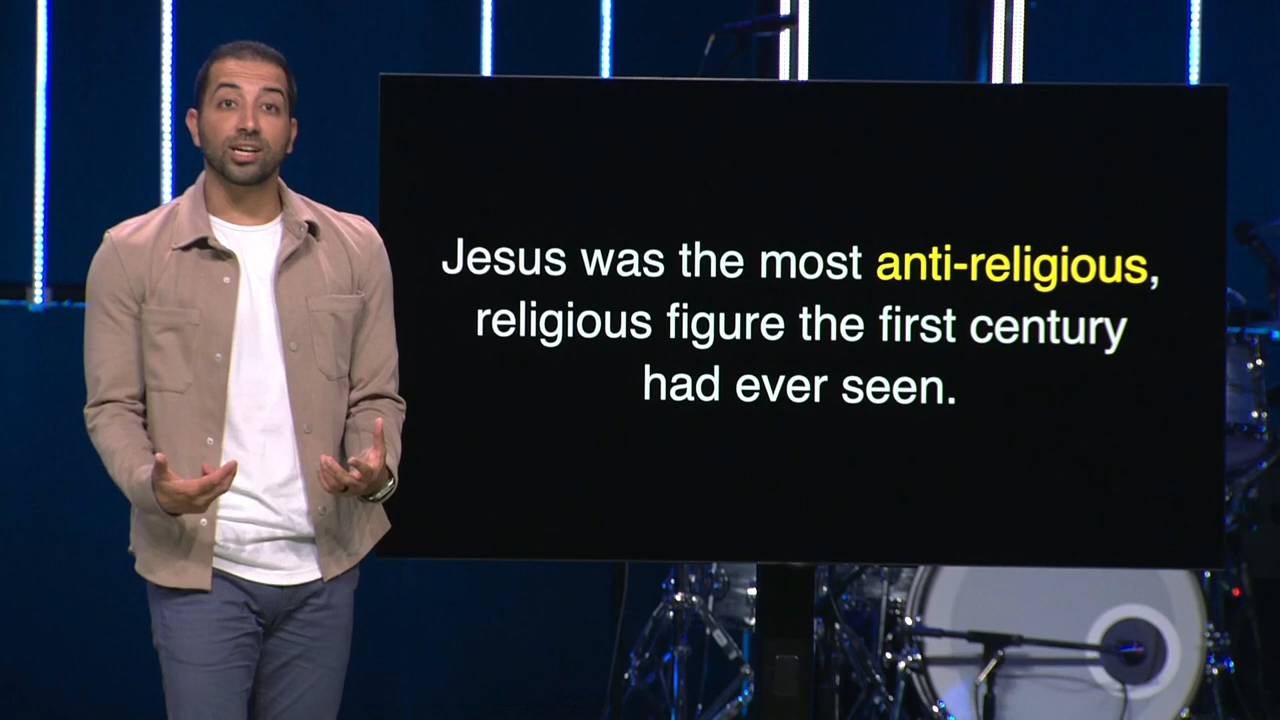 Jesus was the most anti-religious,
religious figure the first century
had ever seen.